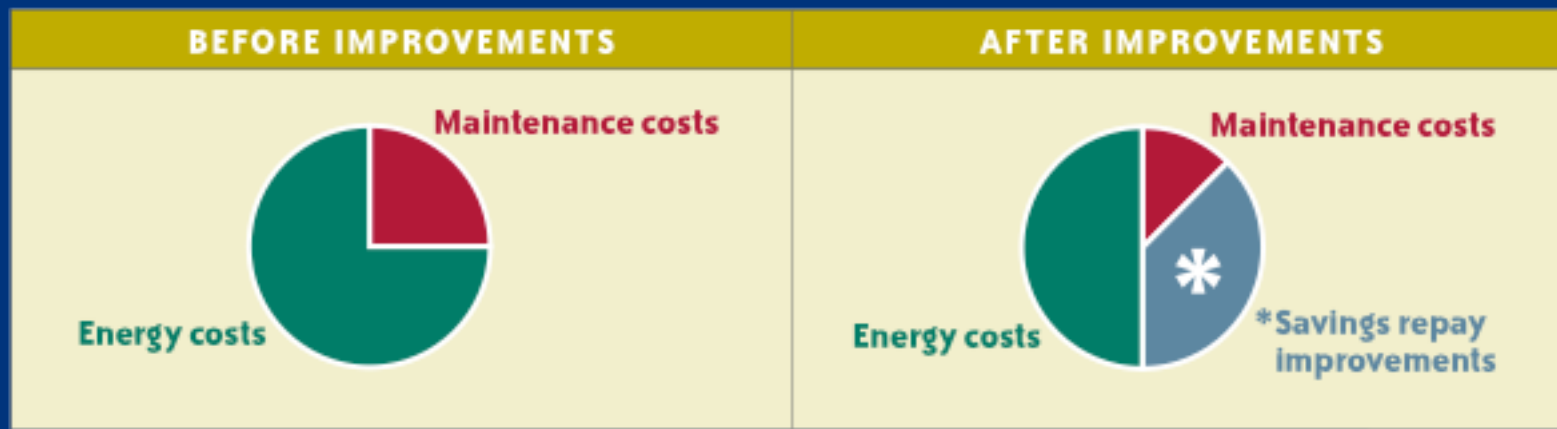 BEFORE IMPROVEMENTS
AFTER IMPROVEMENTS
Maintenance costs
Energy costs
Maintenance costs
Energy costs
*
*Savings repay
improvements